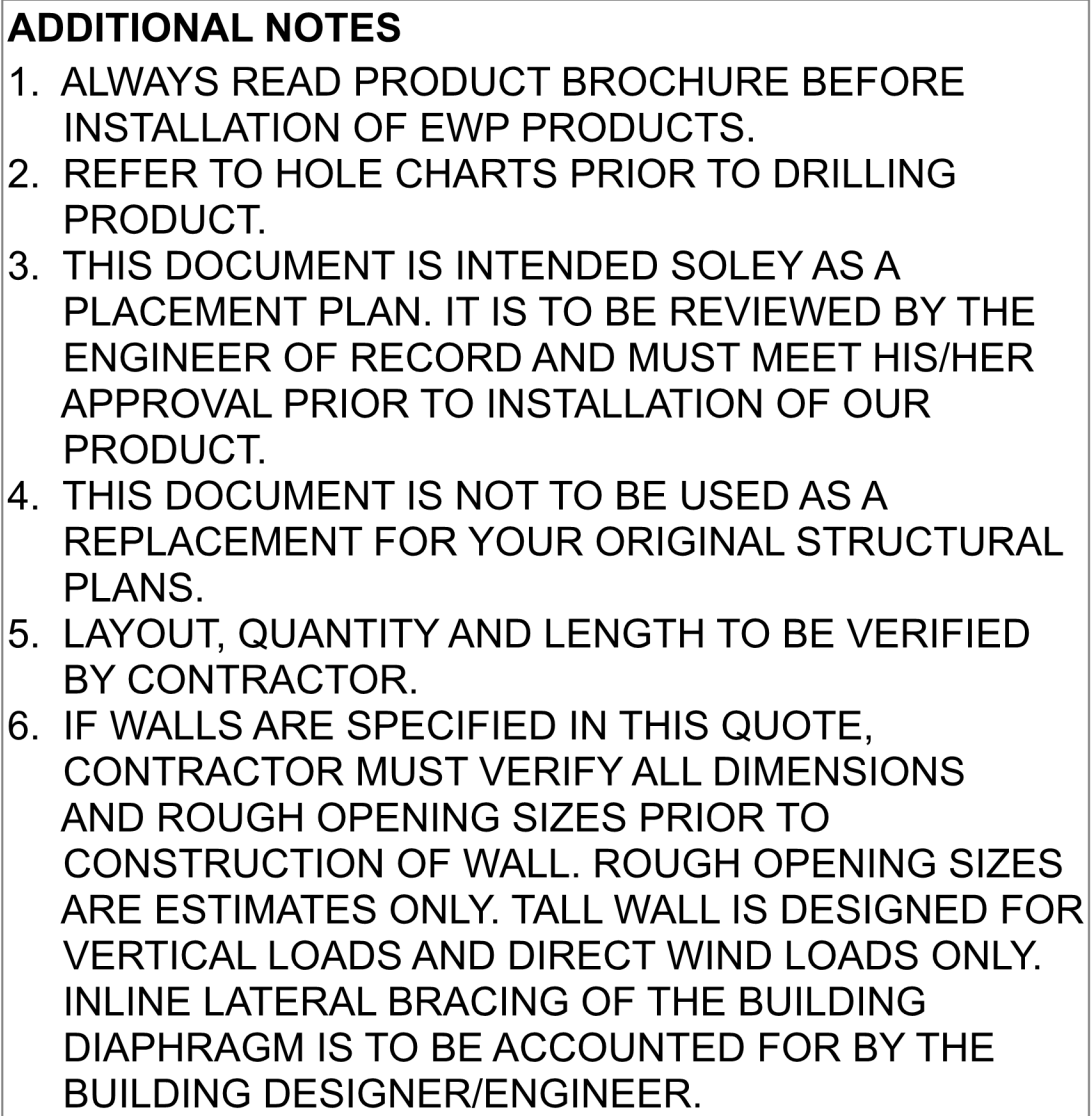 ADDITIONAL NOTES
1. ALWAYS READ PRODUCT BROCHURE BEFORE
INSTALLATION OF EWP PRODUCTS.
2. REFER TO HOLE CHARTS PRIOR TO DRILLING
PRODUCT.
3. THIS DOCUMENT IS INTENDED SOLEY AS A
PLACEMENT PLAN. IT IS TO BE REVIEWED BY THE
ENGINEER OF RECORD AND MUST MEET HIS/HER
APPROVAL PRIOR TO INSTALLATION OF OUR
PRODUCT.
4. THIS DOCUMENT IS NOT TO BE USED AS A
REPLACEMENT FOR YOUR ORIGINAL STRUCTURAL
PLANS.
5. LAYOUT, QUANTITY AND LENGTH TO BE VERIFIED
BY CONTRACTOR.
6. IF WALLS ARE SPECIFIED IN THIS QUOTE,
CONTRACTOR MUST VERIFY ALL DIMENSIONS
AND ROUGH OPENING SIZES PRIOR TO
CONSTRUCTION OF WALL. ROUGH OPENING SIZES
ARE ESTIMATES ONLY. TALL WALL IS DESIGNED FOR
VERTICAL LOADS AND DIRECT WIND LOADS ONLY.
INLINE LATERAL BRACING OF THE BUILDING
DIAPHRAGM IS TO BE ACCOUNTED FOR BY THE
BUILDING DESIGNER/ENGINEER.